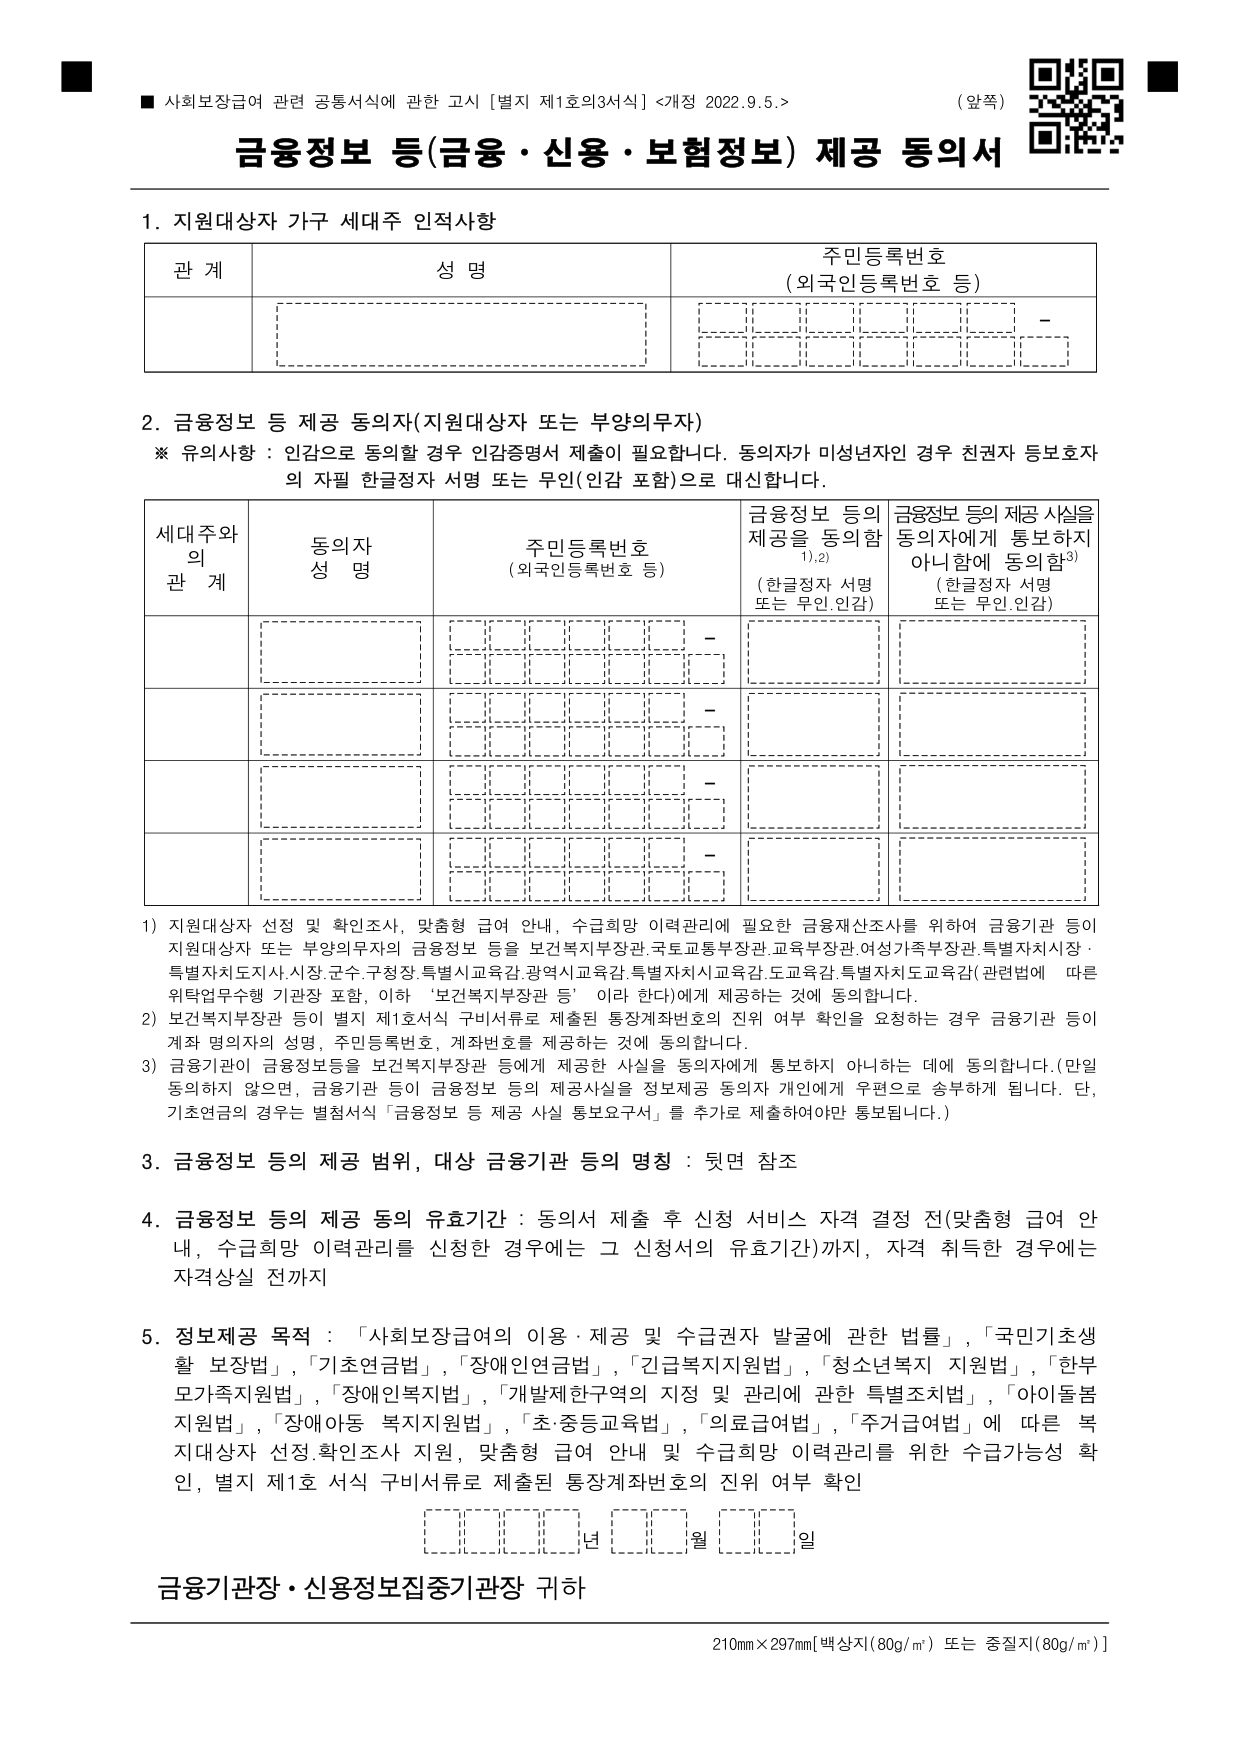 ■ 사회보장급여 관련 공통서식에 관한 고시 [별지 제1호의3서식] <개정 2022.9.5.> (앞쪽)
금융정보 등(금융 · 신용 · 보험정보) 제공 동의서
1. 지원대상자 가구 세대주 인적사항
관 계 성 명 주민등록번호
(외국인등록번호 등)
–
2. 금융정보 등 제공 동의자(지원대상자 또는 부양의무자)
※ 유의사항 : 인감으로 동의할 경우 인감증명서 제출이 필요합니다. 동의자가 미성년자인 경우 친권자 등보호자
의 자필 한글정자 서명 또는 무인(인감 포함)으로 대신합니다.
세대주와
의
관 계
동의자
성 명
주민등록번호
(외국인등록번호 등)
금융정보 등의
제공을 동의함
1),2)
(한글정자 서명
또는 무인.인감)
금융정보 등의 제공 사실을
동의자에게 통보하지
아니함에 동의함3)
(한글정자 서명
또는 무인.인감)
–
–
–
–
1) 지원대상자 선정 및 확인조사, 맞춤형 급여 안내, 수급희망 이력관리에 필요한 금융재산조사를 위하여 금융기관 등이
지원대상자 또는 부양의무자의 금융정보 등을 보건복지부장관.국토교통부장관.교육부장관.여성가족부장관.특별자치시장 ·
특별자치도지사.시장.군수.구청장.특별시교육감.광역시교육감.특별자치시교육감.도교육감.특별자치도교육감(관련법에 따른
위탁업무수행 기관장 포함, 이하 ‘보건복지부장관 등’ 이라 한다)에게 제공하는 것에 동의합니다.
2) 보건복지부장관 등이 별지 제1호서식 구비서류로 제출된 통장계좌번호의 진위 여부 확인을 요청하는 경우 금융기관 등이
계좌 명의자의 성명, 주민등록번호, 계좌번호를 제공하는 것에 동의합니다.
3) 금융기관이 금융정보등을 보건복지부장관 등에게 제공한 사실을 동의자에게 통보하지 아니하는 데에 동의합니다.(만일
동의하지 않으면, 금융기관 등이 금융정보 등의 제공사실을 정보제공 동의자 개인에게 우편으로 송부하게 됩니다. 단,
기초연금의 경우는 별첨서식「금융정보 등 제공 사실 통보요구서」를 추가로 제출하여야만 통보됩니다.)
3. 금융정보 등의 제공 범위, 대상 금융기관 등의 명칭 : 뒷면 참조
4. 금융정보 등의 제공 동의 유효기간 : 동의서 제출 후 신청 서비스 자격 결정 전(맞춤형 급여 안
내, 수급희망 이력관리를 신청한 경우에는 그 신청서의 유효기간)까지, 자격 취득한 경우에는
자격상실 전까지
5. 정보제공 목적 : 「사회보장급여의 이용 · 제공 및 수급권자 발굴에 관한 법률」,「국민기초생
활 보장법」,「기초연금법」,「장애인연금법」,「긴급복지지원법」,「청소년복지 지원법」,「한부
모가족지원법」, 「장애인복지법」,「개발제한구역의 지정 및 관리에 관한 특별조치법」,「아이돌봄
지원법」,「장애아동 복지지원법」,「초·중등교육법」,「의료급여법」,「주거급여법」에 따른 복
지대상자 선정.확인조사 지원, 맞춤형 급여 안내 및 수급희망 이력관리를 위한 수급가능성 확
인, 별지 제1호 서식 구비서류로 제출된 통장계좌번호의 진위 여부 확인
년 월 일
금융기관장 · 신용정보집중기관장 귀하
210㎜×297㎜[백상지(80g/㎡) 또는 중질지(80g/㎡)]